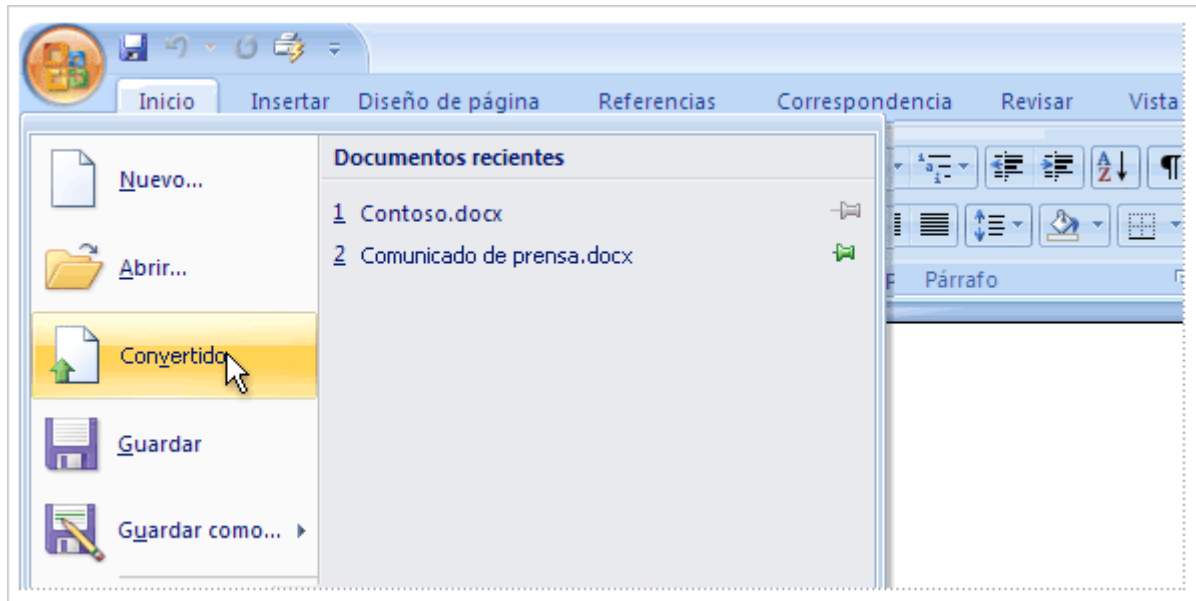 Inicio Insertar Diseño de página Referencias Correspondencia Revisar Vista
Documentos recientes
Nuevo...
1 Contoso.docx
2 Comunicado de prensa.docx
Abrir...
Párrafo
Convertido
Guardar
Guardar como...